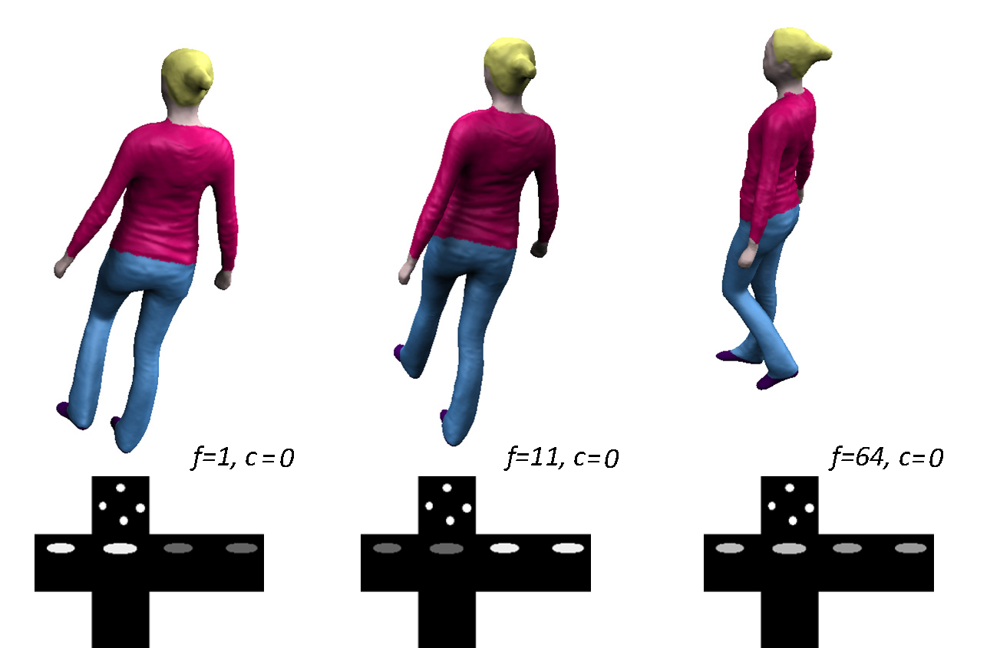 f=1, c=0
f=11, c=0
f=64, c=0